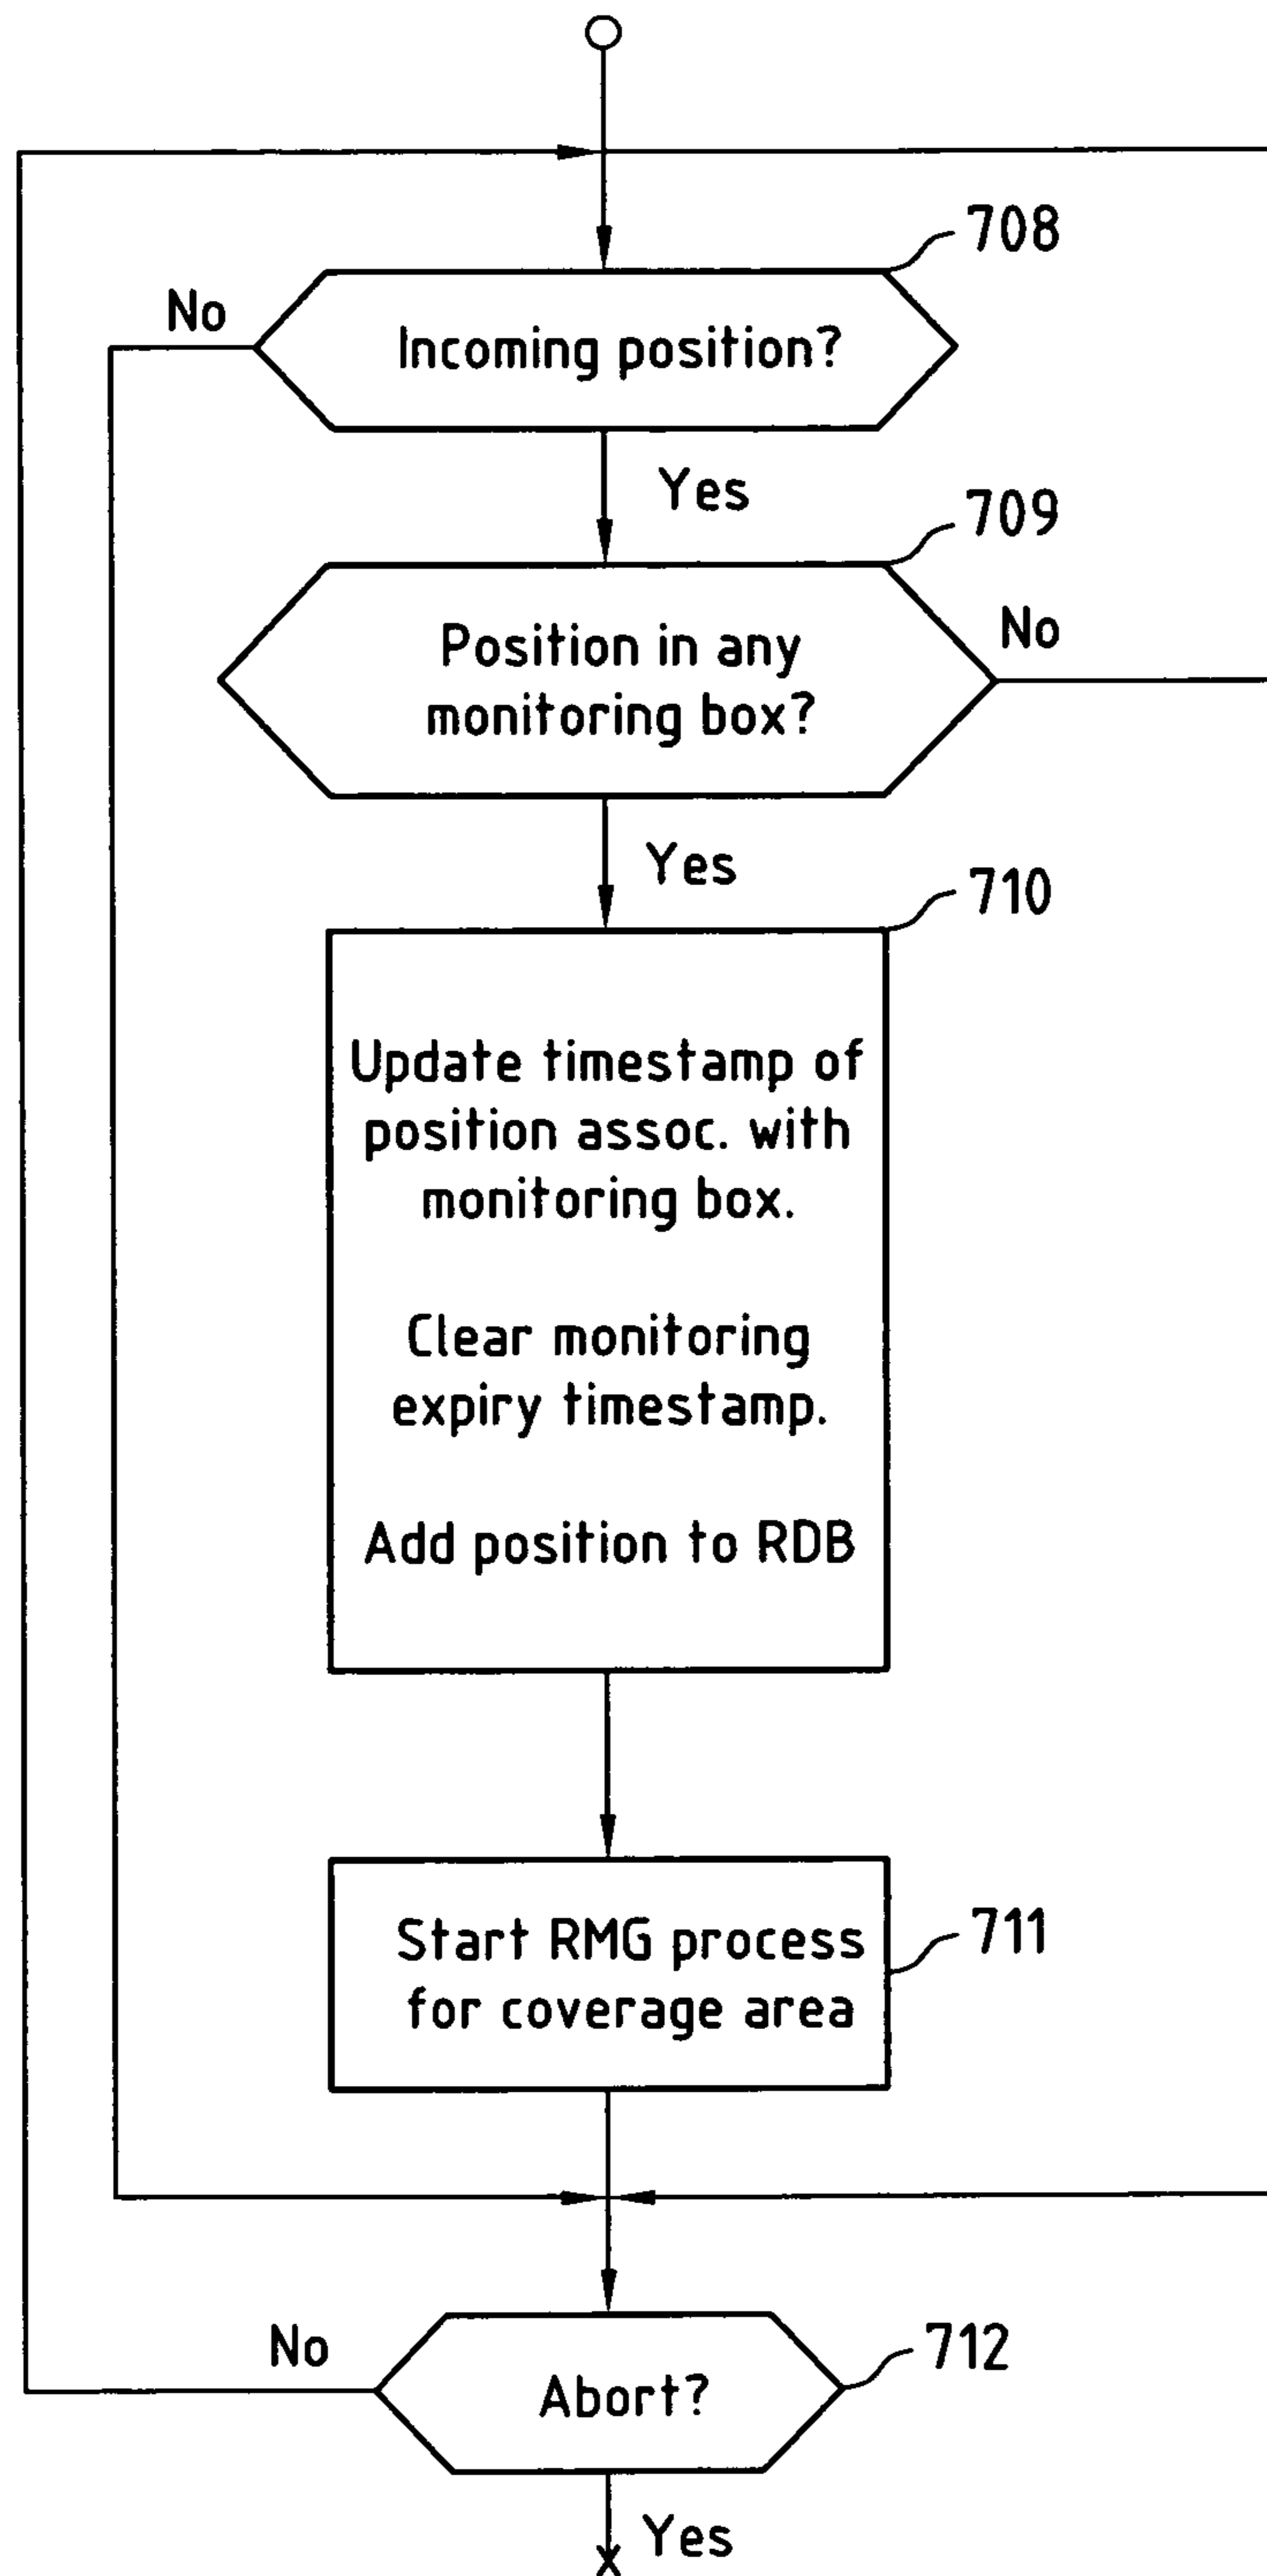 708
No
Incoming position?
Yes
709
Position in any
monitoring box?
No
Yes
710
Update timestamp of
position assoc. with
monitoring box.
Clear monitoring
expiry timestamp.
Add position to RDB
Start RMG process
for coverage area
711
No
Abort?
712
Yes